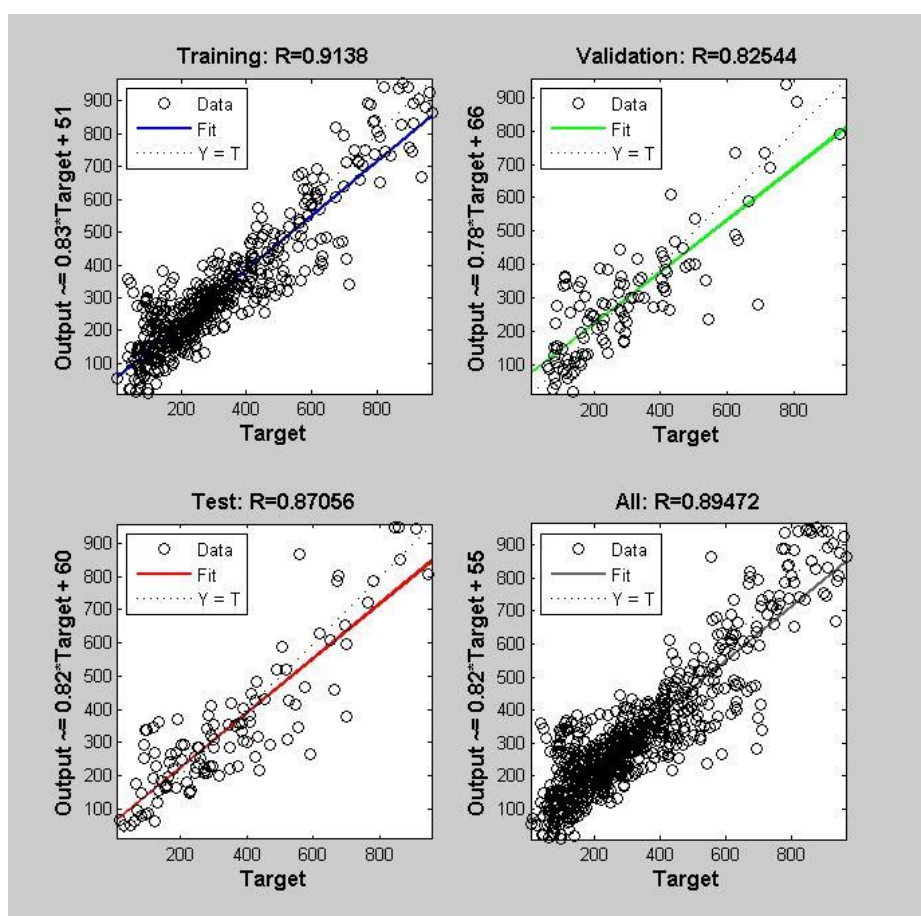 Training: R=0.9138
Output ~= 0.83*Target + 51
900
800
700
600
500
400
300
200
100
Data
Fit
Y = T
200 400 600 800
Target
Validation: R=0.82544
Output ~= 0.78*Target + 66
900
800
700
600
500
400
300
200
100
Data
Fit
Y = T
200 400 600 800
Target
Test: R=0.87056
Output ~= 0.82*Target + 60
900
800
700
600
500
400
300
200
100
Data
Fit
Y = T
200 400 600 800
Target
All: R=0.89472
Output ~= 0.82*Target + 55
900
800
700
600
500
400
300
200
100
Data
Fit
Y = T
200 400 600 800
Target